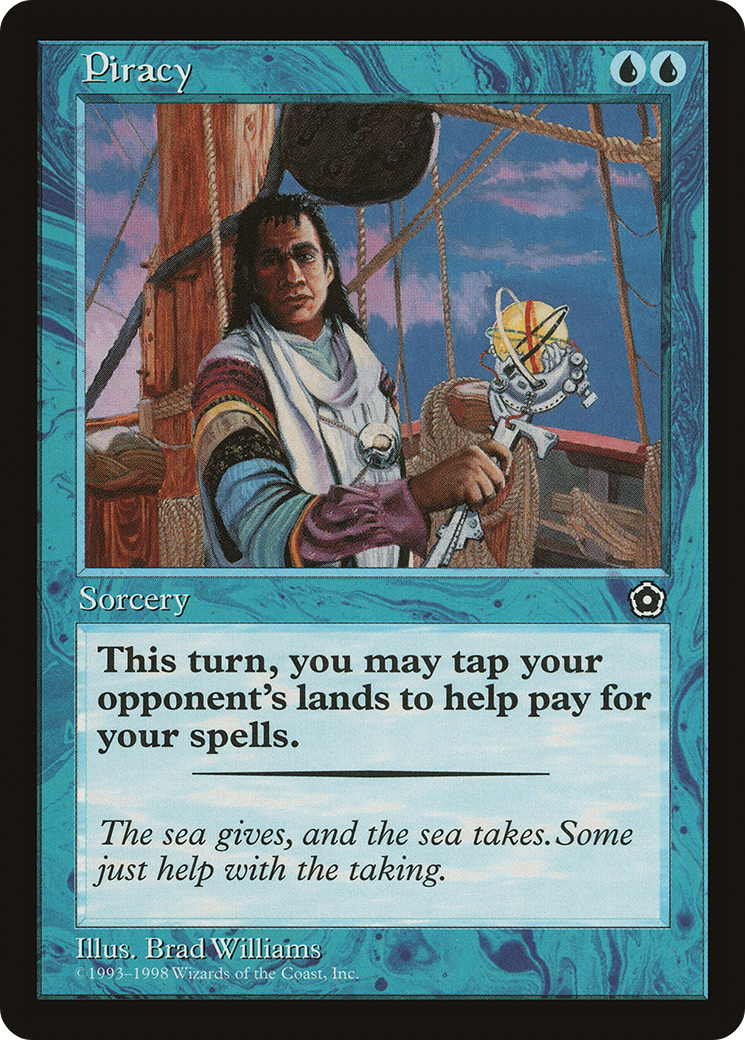 Piracy
Sorcery
This turn, you may tap your
opponent's lands to help pay for
your spells.
The sea gives, and the sea takes. Some
just help with the taking.
Illus. Brad Williams
©1993–1998 Wizards of the Coast, Inc.